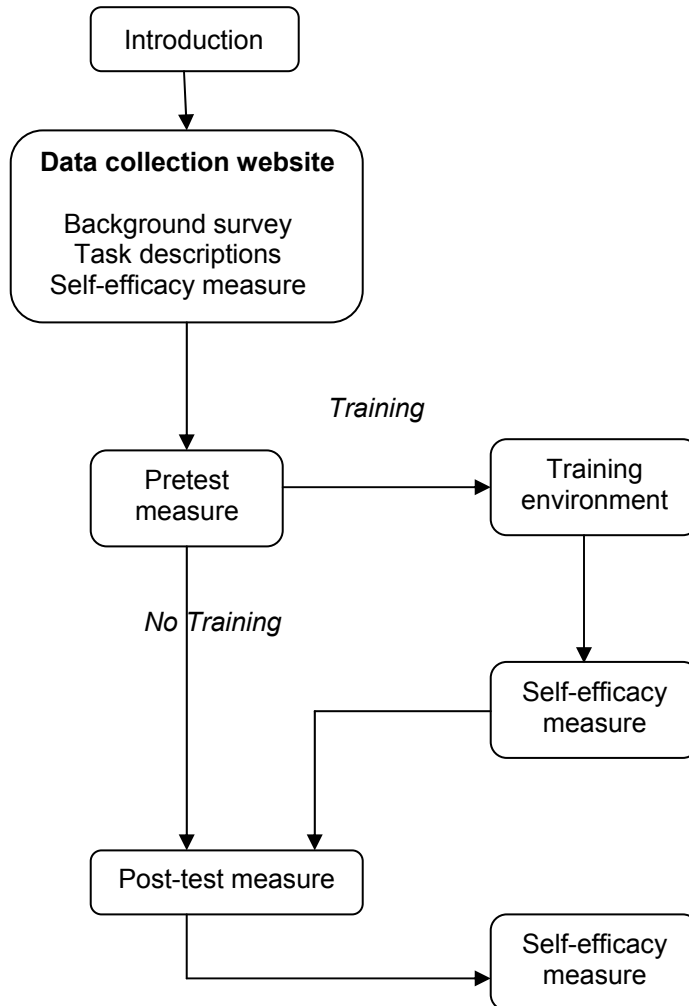 Introduction
Data collection website
Background survey
Task descriptions
Self-efficacy measure
Training
Pretest
measure
Training
environment
No Training
Self-efficacy
measure
Post-test measure
Self-efficacy
measure